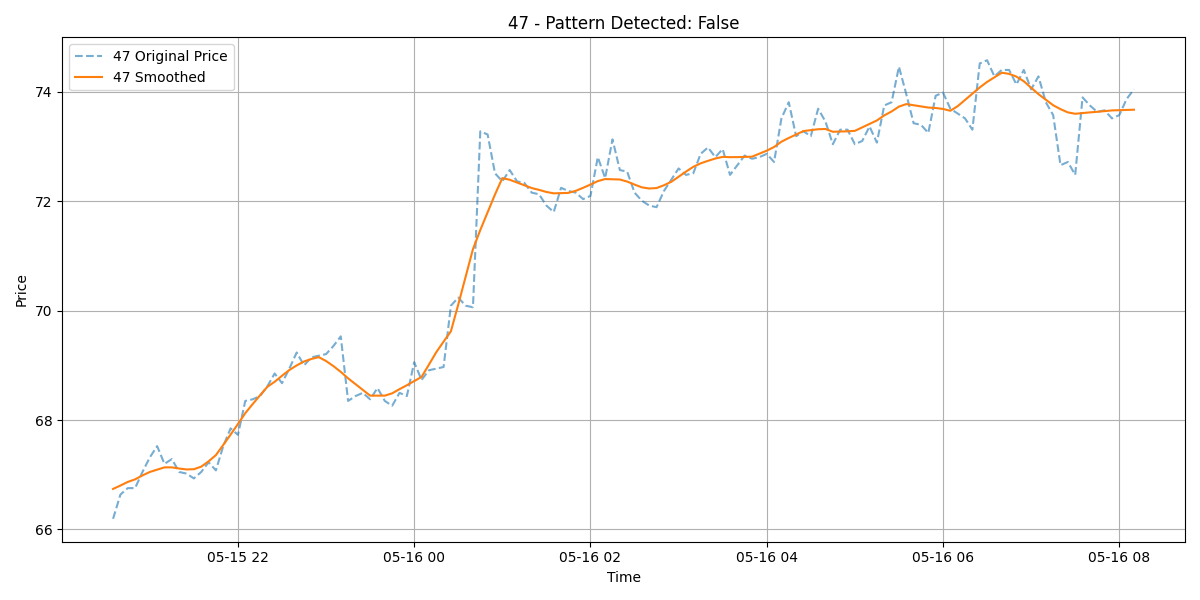 47 - Pattern Detected: False
47 Original Price
47 Smoothed
Price
74
72
70
68
66
05-15 22
05-16 00
05-16 02
05-16 04
05-16 06
05-16 08
Time